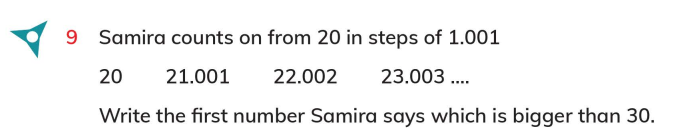 9 Samira counts on from 20 in steps of 1.001
20 21.001 22.002 23.003 ....
Write the first number Samira says which is bigger than 30.